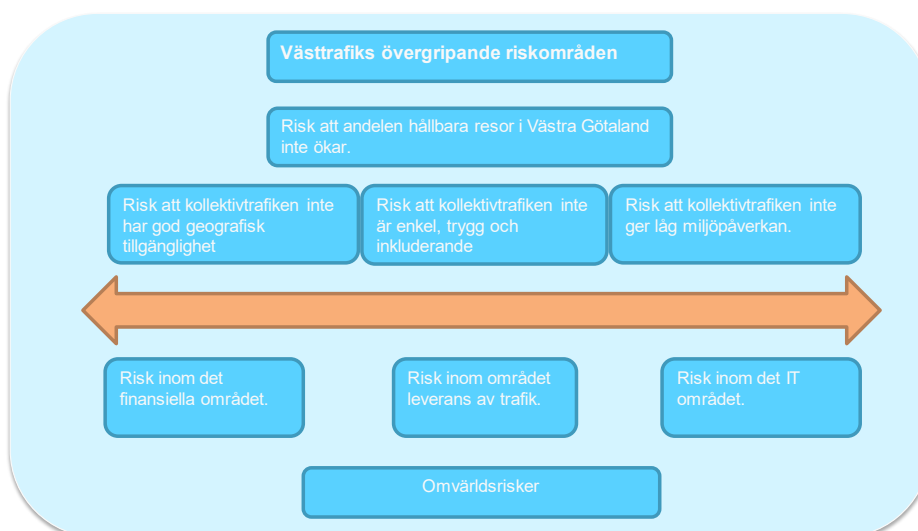 Västtrafiks övergripande riskområden
Risk att andelen hållbara resor i Västra Götaland
inte ökar.
Risk att kollektivtrafiken inte
har god geografisk
tillgänglighet
Risk att kollektivtrafiken inte
är enkel, trygg och
inkluderande
Risk att kollektivtrafiken inte
ger låg miljöpåverkan.
Risk inom det
finansiella området.
Risk inom området
leverans av trafik.
Risk inom det IT
området.
Omvärldsrisker